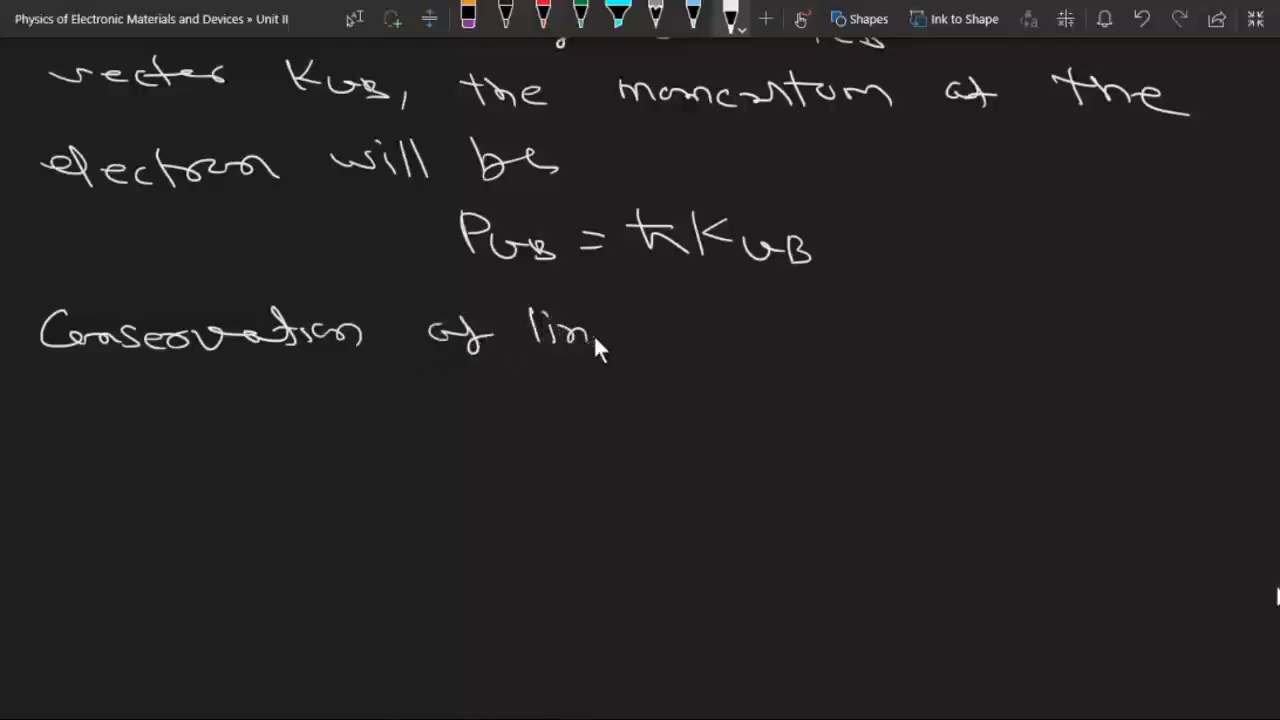 Physics of Electronic Materials and Devices » Unit II
Shapes
Ink to Shape
vector KVB, the momentum of the
electron will be
PVB = ħKVB
Conservation of lin